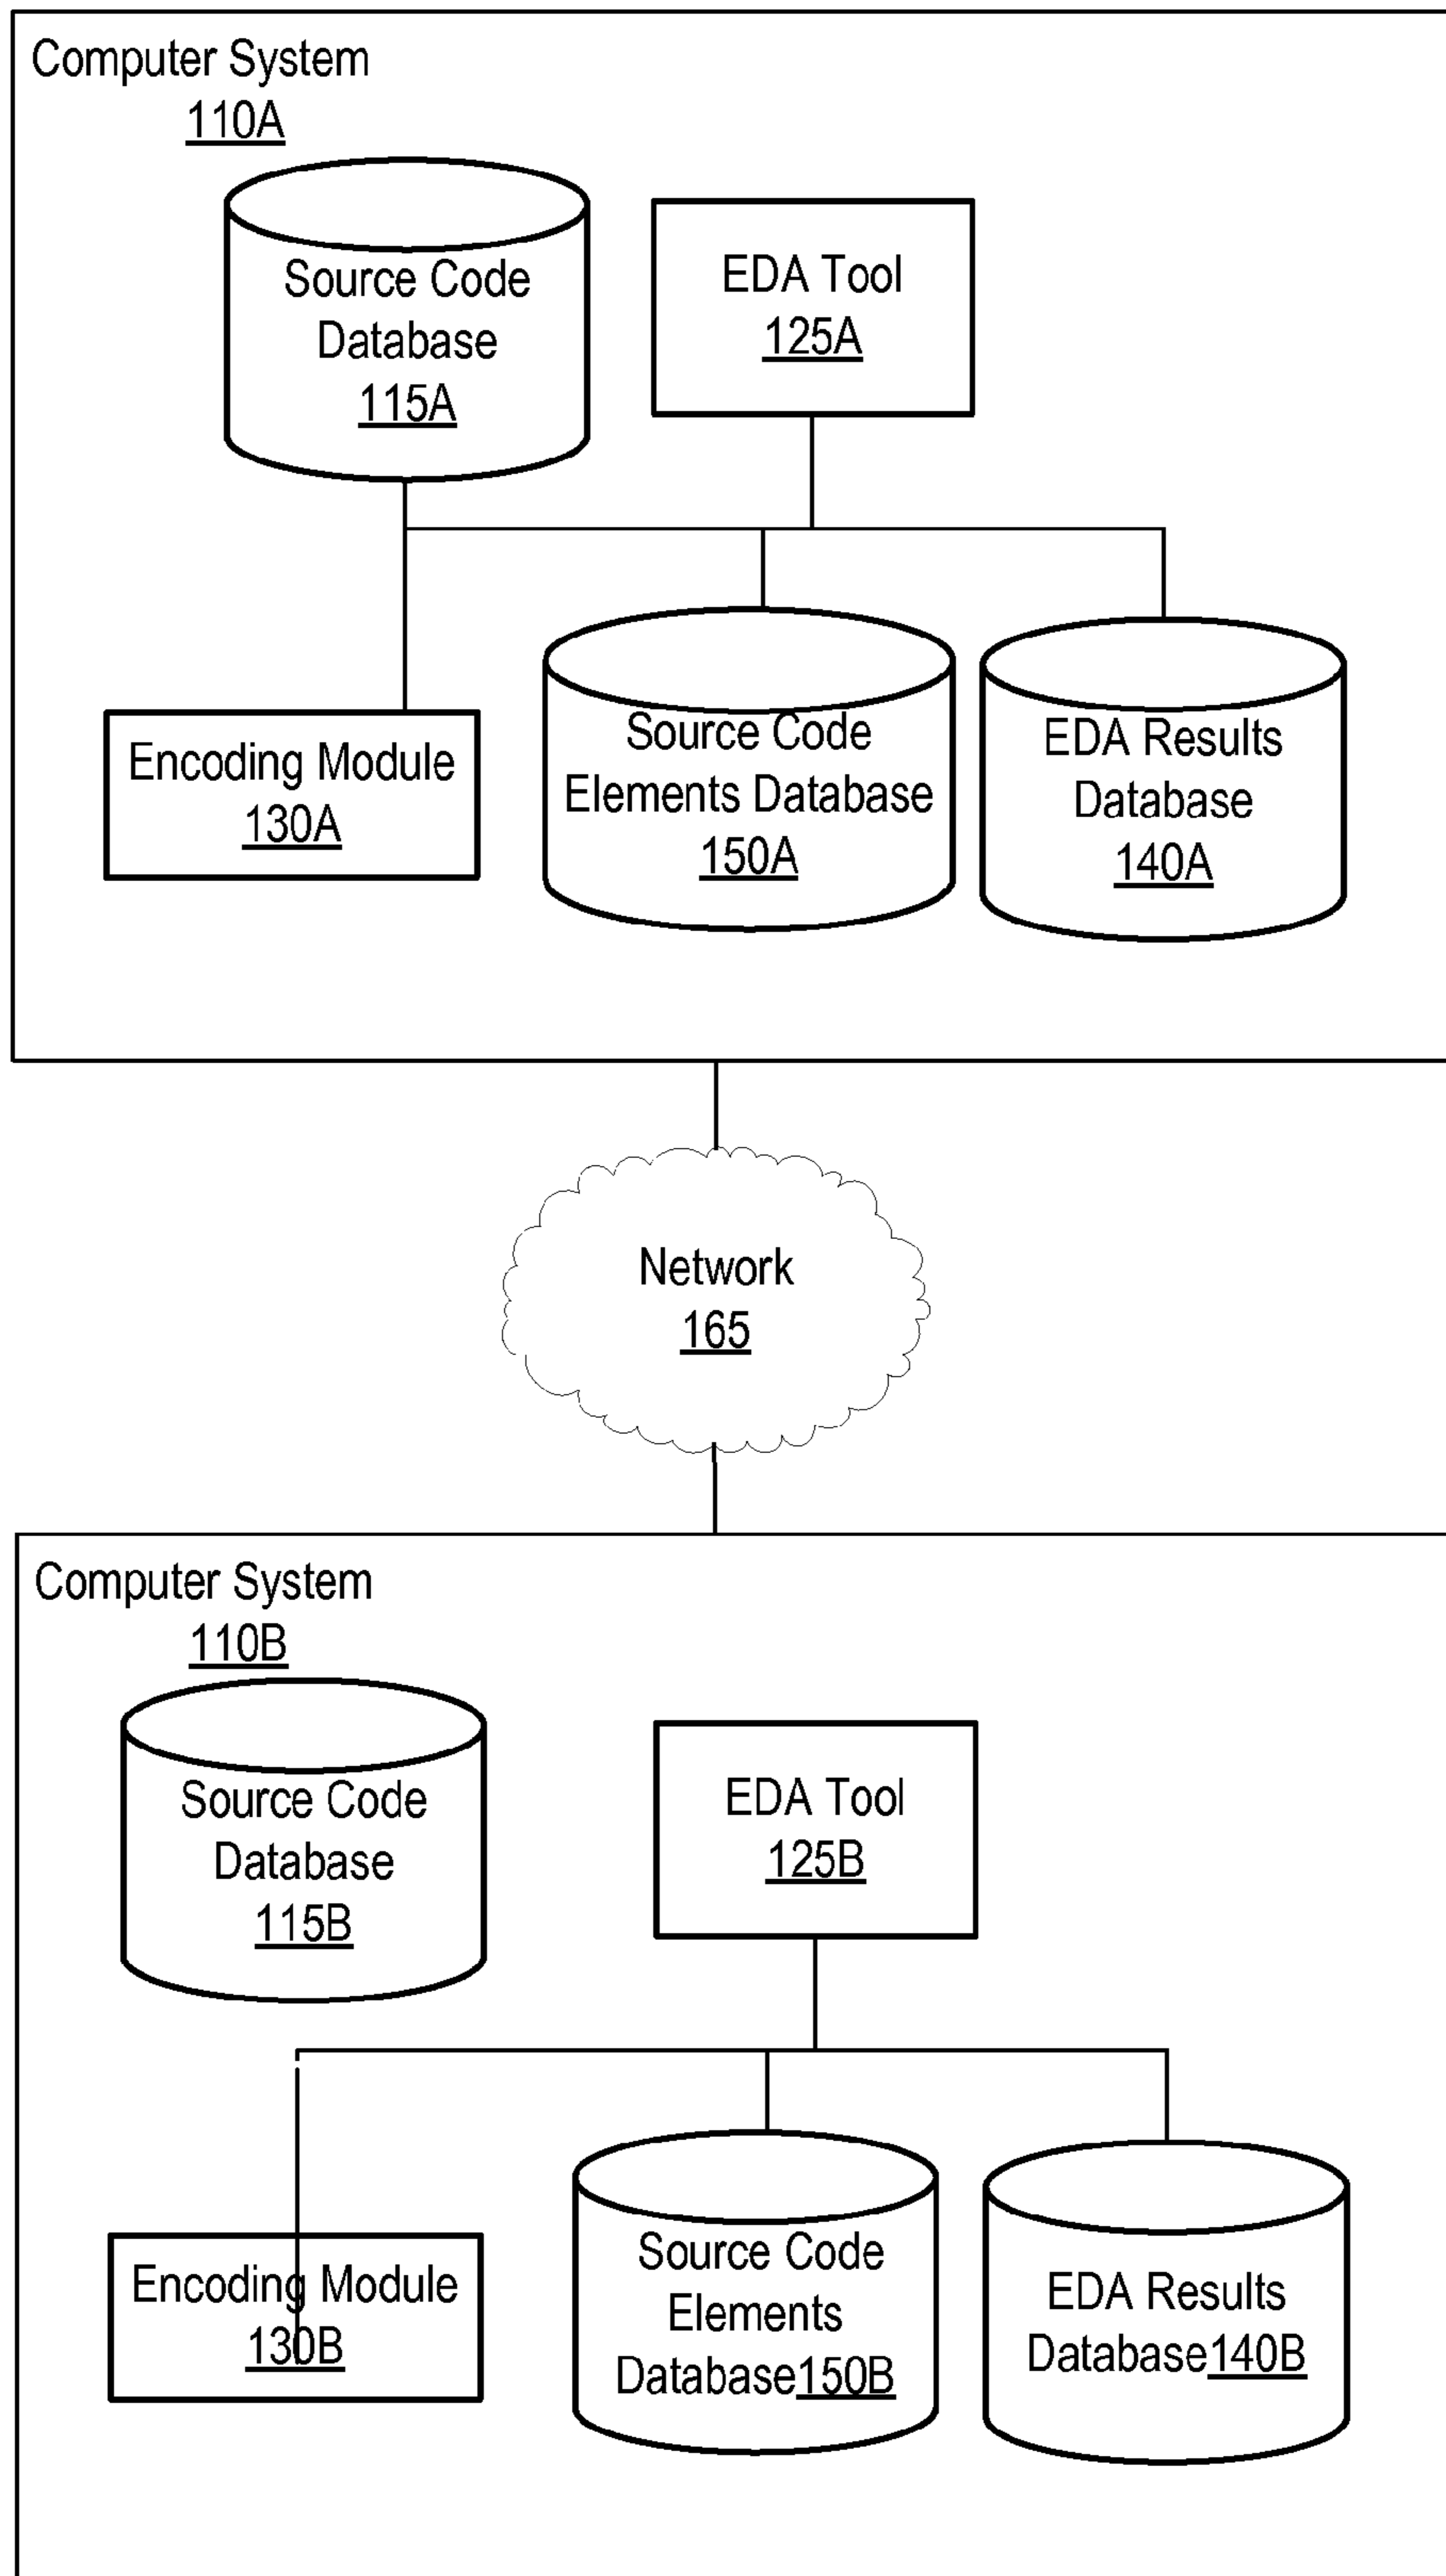 Computer System
110A
Source Code
Database
115A
EDA Tool
125A
Encoding Module
130A
Source Code
Elements Database
150A
EDA Results
Database
140A
Network
165
Computer System
110B
Source Code
Database
115B
EDA Tool
125B
Encoding Module
130B
Source Code
Elements
Database150B
EDA Results
Database140B